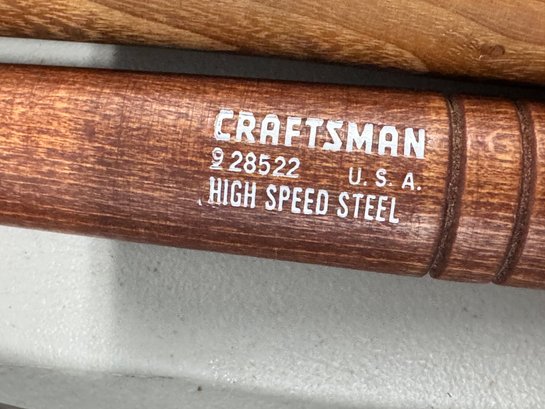 CRAFTSMAN
9 28522 U.S.A.
HIGH SPEED STEEL